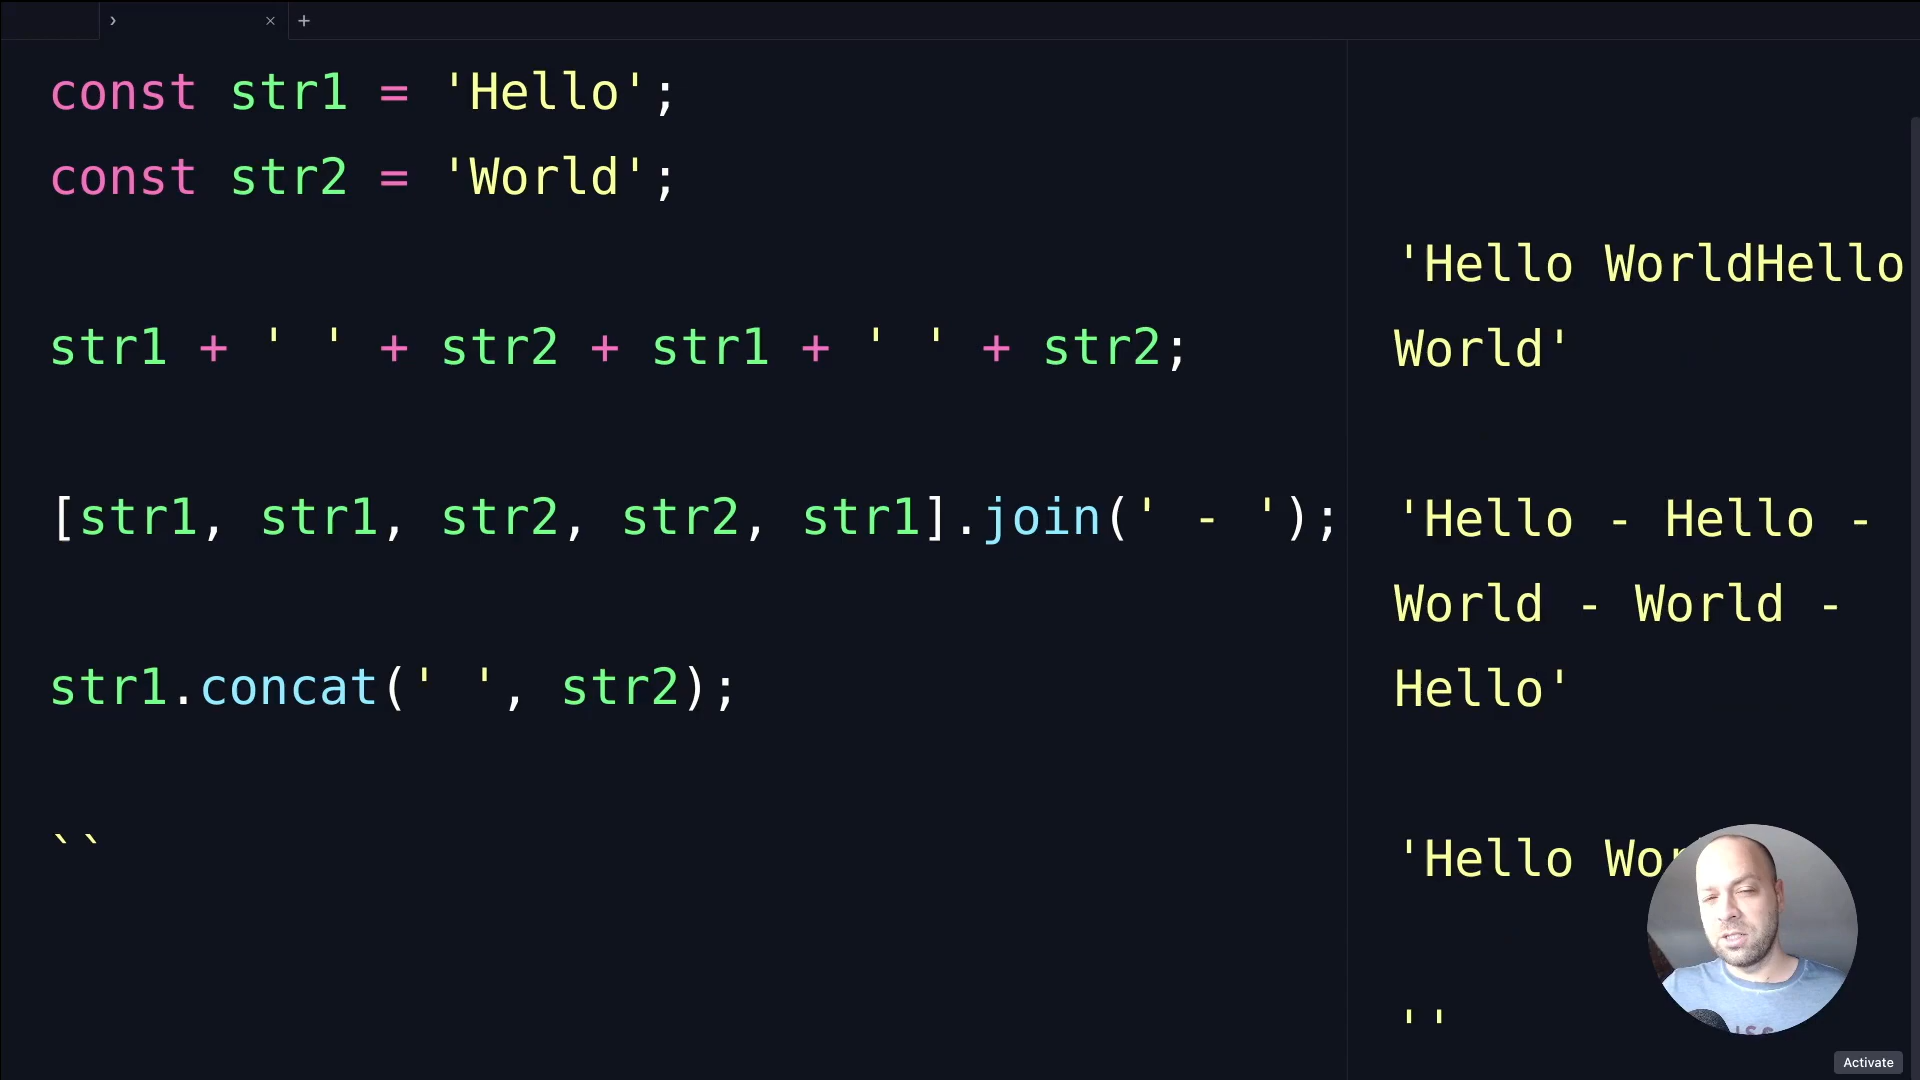 const str1 = 'Hello';
const str2 = 'World';
str1 + ' ' + str2 + str1 + ' ' + str2;
[str1, str1, str2, str2, str1].join(' - ');
str1.concat(' ', str2);
``
'Hello WorldHello
World'
'Hello - Hello -
World - World -
Hello'
'Hello
''
Activate